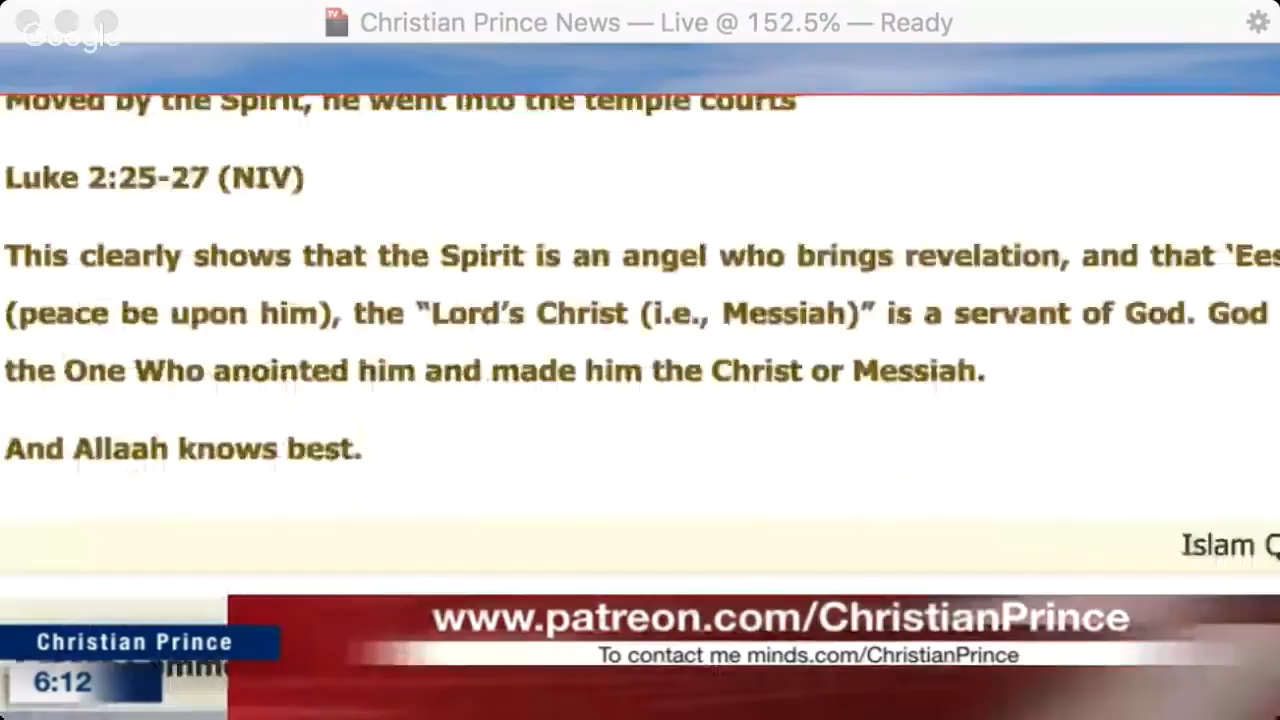 Christian Prince News — Live @ 152.5% — Ready
Google
Moved by the Spirit, he went into the temple courts
Luke 2:25-27 (NIV)
This clearly shows that the Spirit is an angel who brings revelation, and that ‘Ees
(peace be upon him), the “Lord’s Christ (i.e., Messiah)” is a servant of God. God
the One Who anointed him and made him the Christ or Messiah.
And Allaah knows best.
Islam Q
www.patreon.com/ChristianPrince
Christian Prince
To contact me minds.com/ChristianPrince
6:12